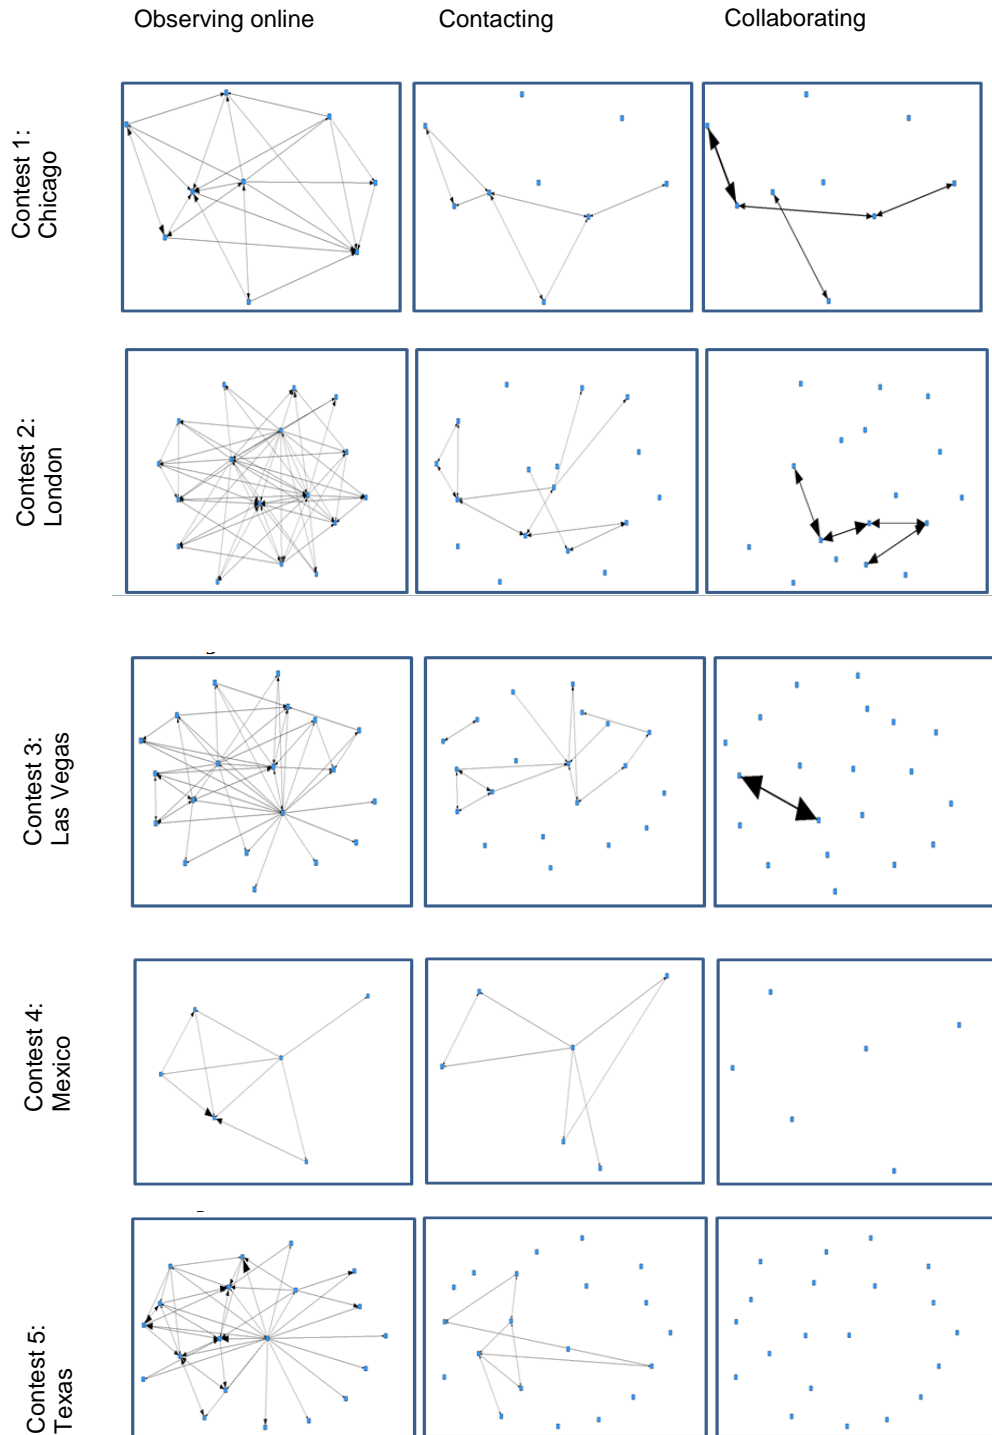 Observing online
Contacting
Collaborating
Contest 1:
Chicago
Contest 2:
London
Contest 3:
Las Vegas
Contest 4:
Mexico
Contest 5:
Texas